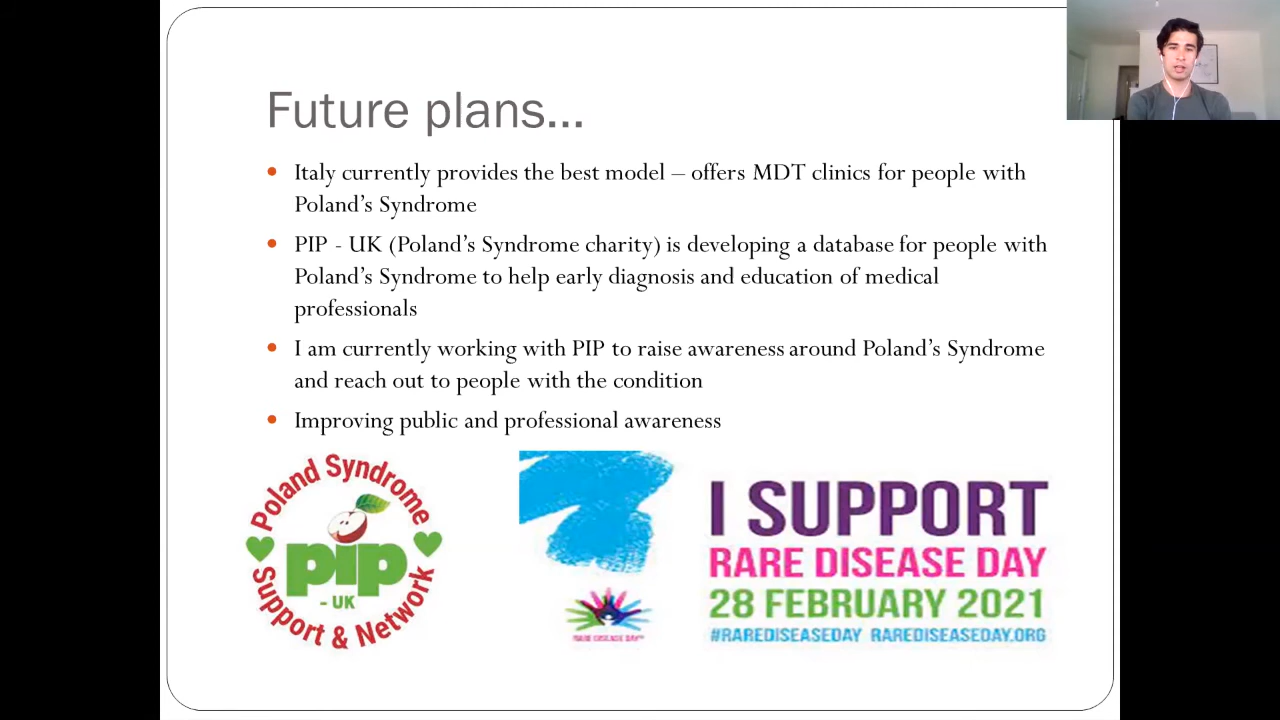 Future plans...
• Italy currently provides the best model – offers MDT clinics for people with
Poland's Syndrome
• PIP - UK (Poland's Syndrome charity) is developing a database for people with
Poland's Syndrome to help early diagnosis and education of medical
professionals
• I am currently working with PIP to raise awareness around Poland's Syndrome
and reach out to people with the condition
• Improving public and professional awareness
Poland Syndrome
pip
- UK
Support & Network
RARE DISEASE DAY
I SUPPORT
RARE DISEASE DAY
28 FEBRUARY 2021
#RAREDISEASEDAY RAREDISEASEDAY.ORG